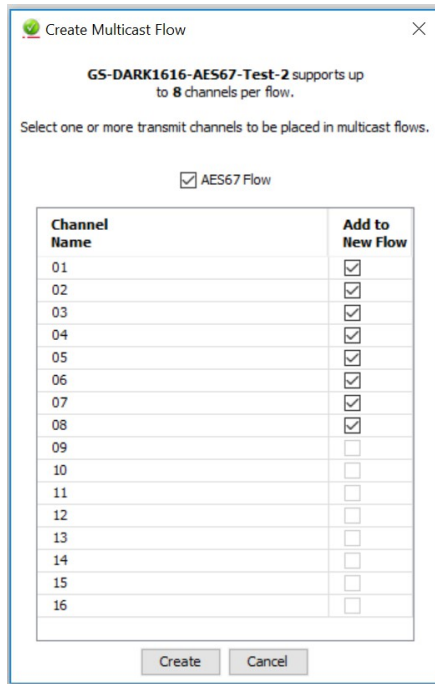 Create Multicast Flow
GS-DARK1616-AES67-Test-2 supports up
to 8 channels per flow.
Select one or more transmit channels to be placed in multicast flows.
AES67 Flow
Channel Name
Add to New Flow
01
02
03
04
05
06
07
08
09
10
11
12
13
14
15
16
Create
Cancel